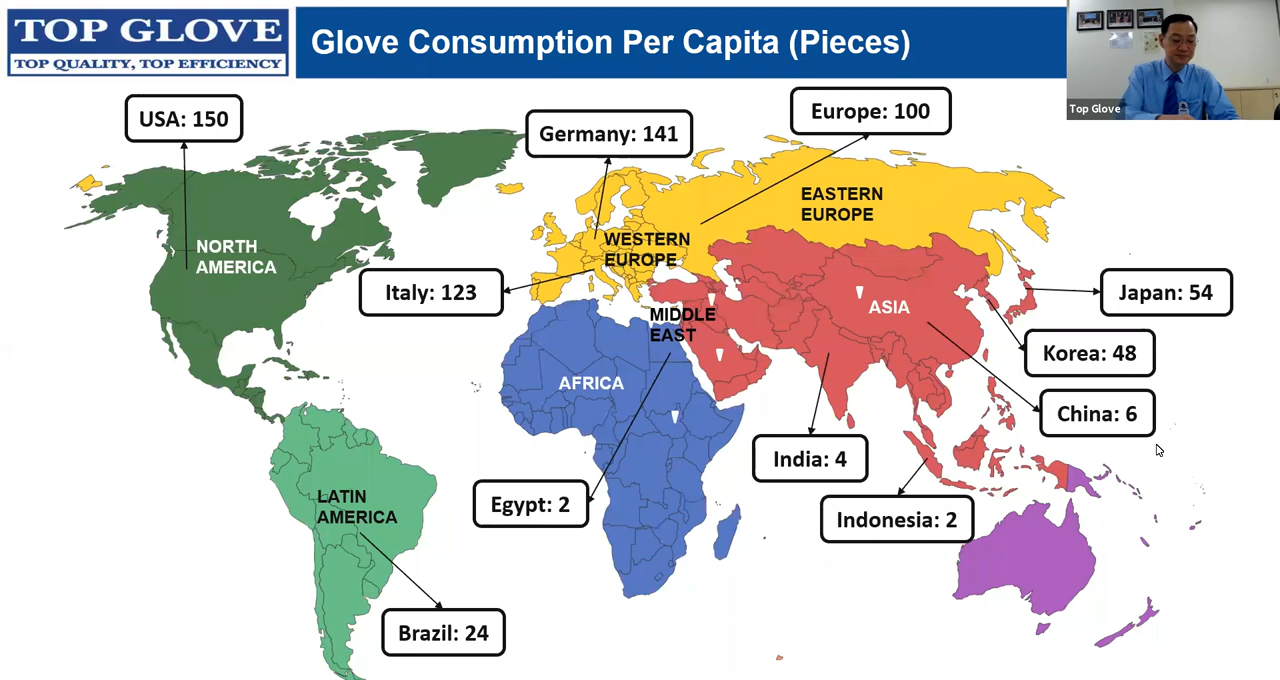 TOP GLOVE
TOP QUALITY, TOP EFFICIENCY
Glove Consumption Per Capita (Pieces)
Top Glove
USA: 150
Germany: 141
Europe: 100
EASTERN
EUROPE
NORTH
AMERICA
WESTERN
EUROPE
Italy: 123
Japan: 54
MIDDLE
EAST
ASIA
Korea: 48
AFRICA
China: 6
India: 4
LATIN
AMERICA
Egypt: 2
Indonesia: 2
Brazil: 24